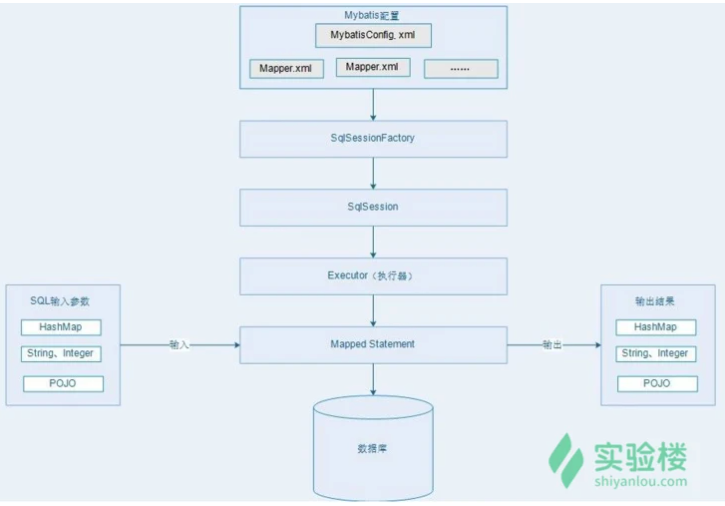 Mybatis配置
MybatisConfig, xml
Mapper.xml
Mapper.xml
......
SqlSessionFactory
SqlSession
Executor（执行器）
SQL输入参数
HashMap
String、Integer
POJO
输入
Mapped Statement
输出
输出结果
HashMap
String、Integer
POJO
数据库
实验楼
shiyanlou.com